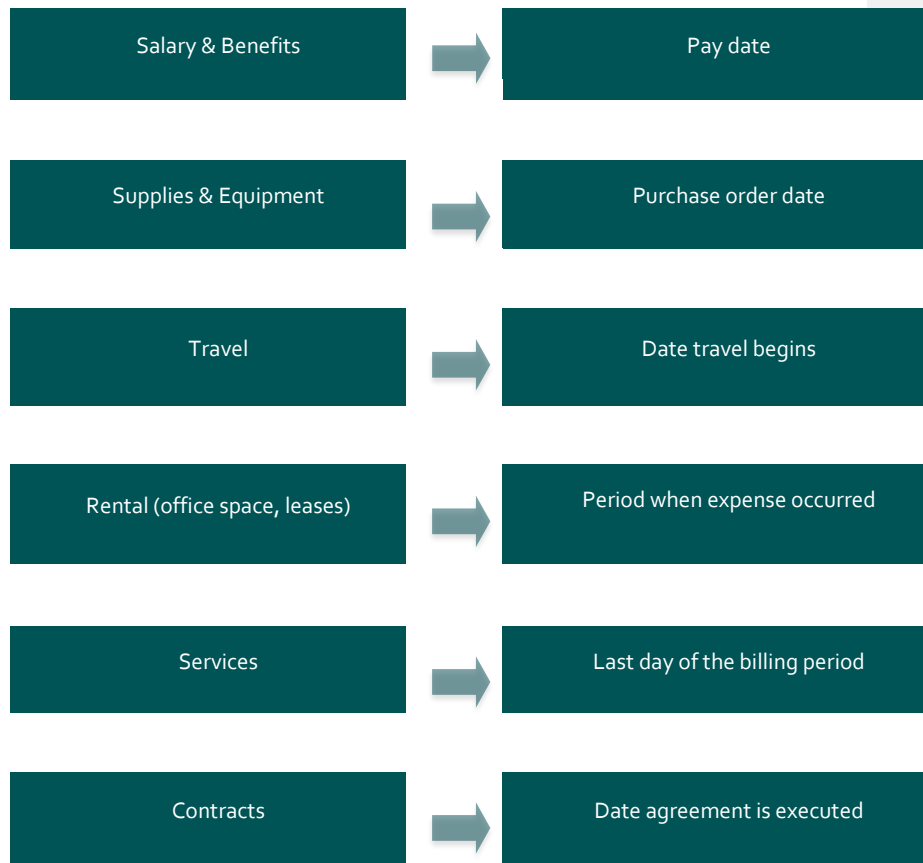 Salary & Benefits
Pay date
Supplies & Equipment
Purchase order date
Travel
Date travel begins
Rental (office space, leases)
Period when expense occurred
Services
Last day of the billing period
Contracts
Date agreement is executed